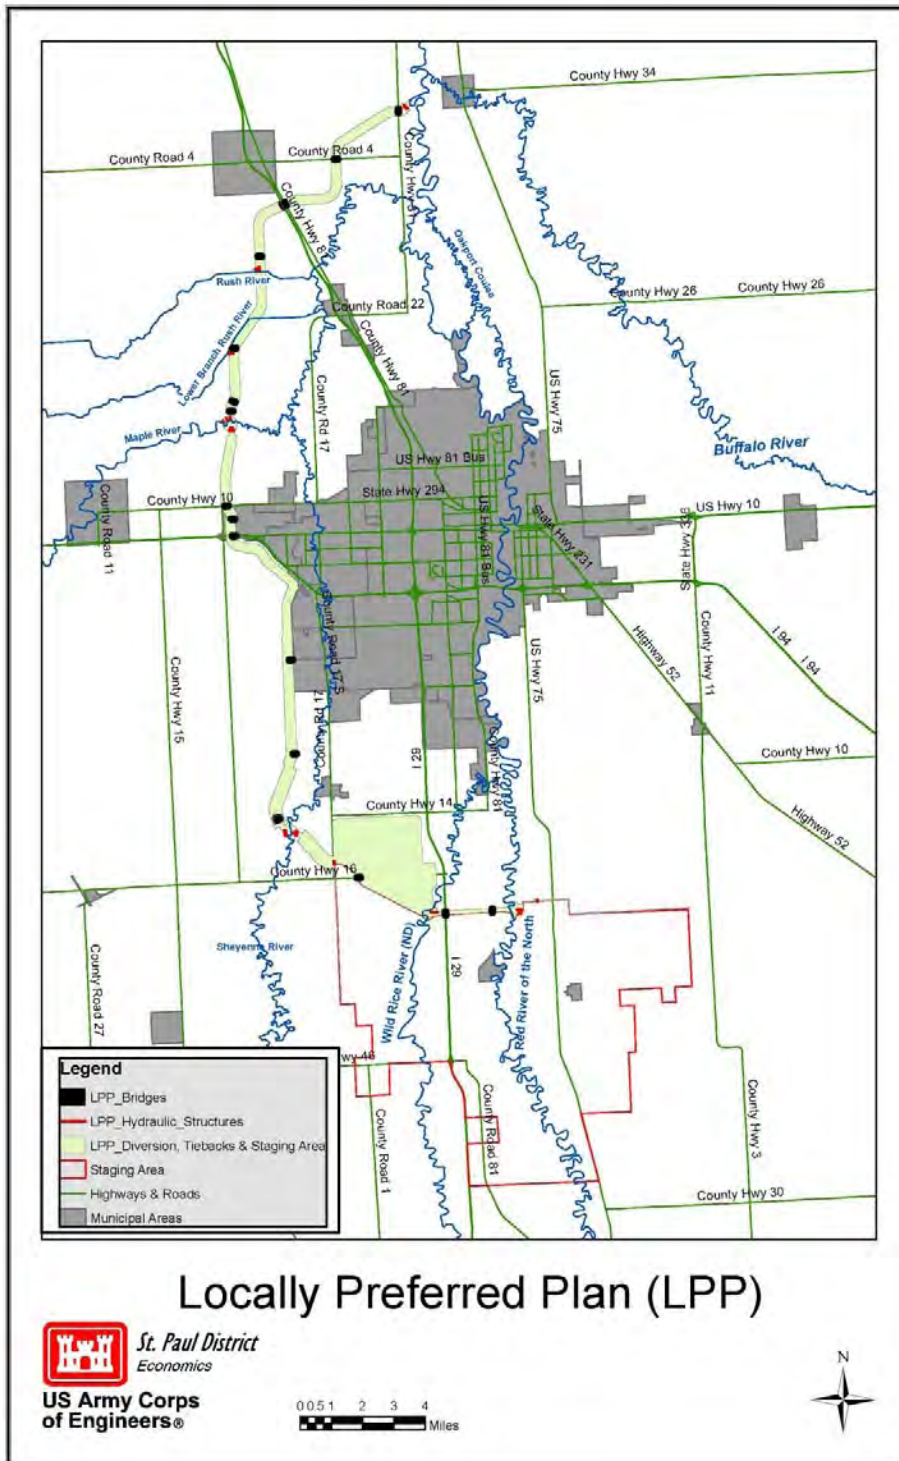 County Hwy 34
County Road 4
County Road 4
County Hwy 31
County Hwy 81
Oakport Coulee
Rush River
County Hwy 26
County Hwy 26
County Road 22
Lower Branch Rush River
County Hwy 81
County Rd 17
US Hwy 75
Maple River
Buffalo River
US Hwy 81 Bus
County Hwy 10
State Hwy 294
US Hwy 10
County Road 11
US Hwy 81 Bus
State Hwy 231
State Hwy 336
County Road 17 S
Highway 52
I 94
I 94
County Hwy 15
County Rd 17
US Hwy 75
County Hwy 11
I 29
County Hwy 81
County Hwy 10
County Hwy 14
Highway 52
County Hwy 16
Sheyenne River
Wild Rice River (ND)
I 29
Red River of the North
County Road 27
wy 46
County Road 1
County Road 81
County Hwy 3
County Hwy 30
Legend
LPP_Bridges
LPP_Hydraulic_Structures
LPP_Diversion, Tiebacks & Staging Area
Staging Area
Highways & Roads
Municipal Areas
Locally Preferred Plan (LPP)
St. Paul District
Economics
US Army Corps
of Engineers®
0 0.5 1 2 3 4
Miles
N